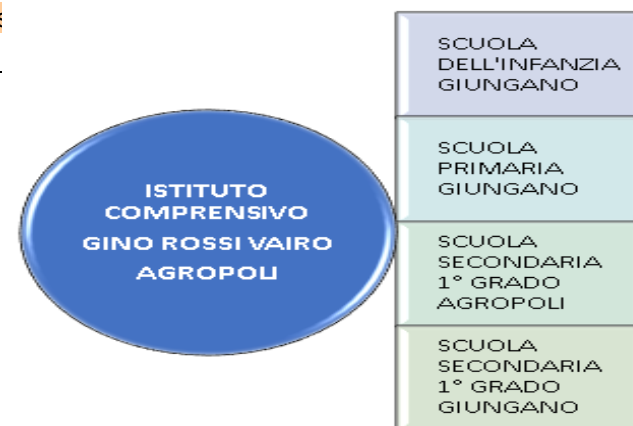 ISTITUTO
COMPRENSIVO
GINO ROSSI VAIRO
AGROPOLI
SCUOLA
DELL'INFANZIA
GIUNGANO
SCUOLA
PRIMARIA
GIUNGANO
SCUOLA
SECONDARIA
1° GRADO
AGROPOLI
SCUOLA
SECONDARIA
1° GRADO
GIUNGANO